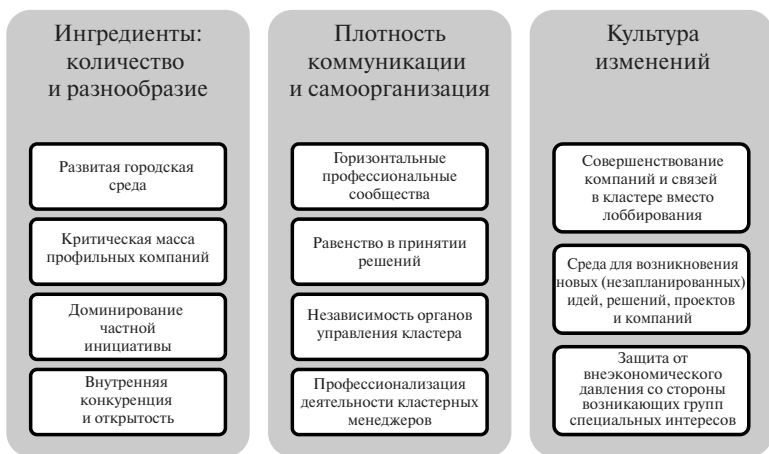 Ингредиенты:
количество
и разнообразие
Развитая городская
среда
Критическая масса
профильных компаний
Доминирование
частной
инициативы
Внутренняя
конкуренция
и открытость
Плотность
коммуникации
и самоорганизация
Горизонтальные
профессиональные
сообщества
Равенство в принятии
решений
Независимость органов
управления кластера
Профессионализация
деятельности кластерных
менеджеров
Культура
изменений
Совершенствование
компаний и связей
в кластере вместо
лоббирования
Среда для возникновения
новых (незапланированных)
идей, решений, проектов
и компаний
Защита от
внеэкономического
давления со стороны
возникающих групп
специальных интересов